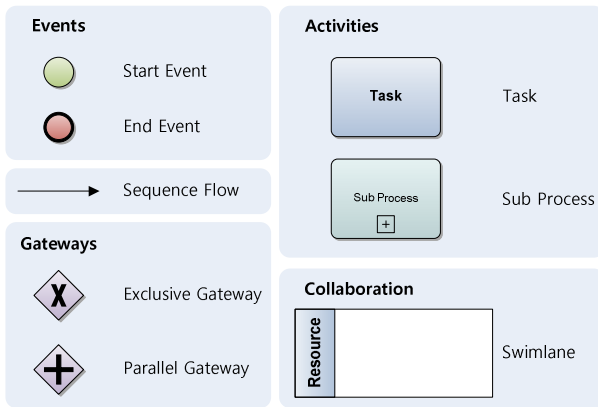 Events
Start Event
End Event
Sequence Flow
Gateways
X
Exclusive Gateway
Parallel Gateway
Activities
Task
Task
Sub Process
Sub Process
Collaboration
Resource
Swimlane